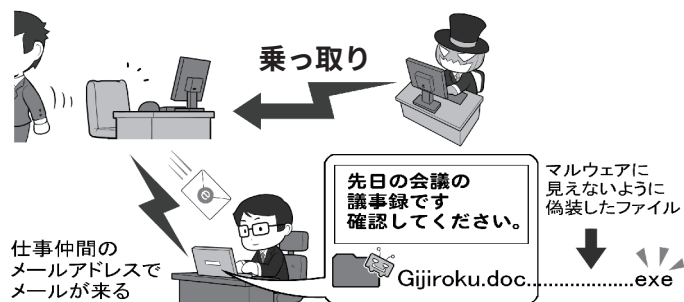 乗っ取り
先日の会議の
議事録です
確認してください。
Gijiroku.doc...................exe
マルウェアに
見えないように
偽装したファイル
仕事仲間の
メールアドレスで
メールが来る